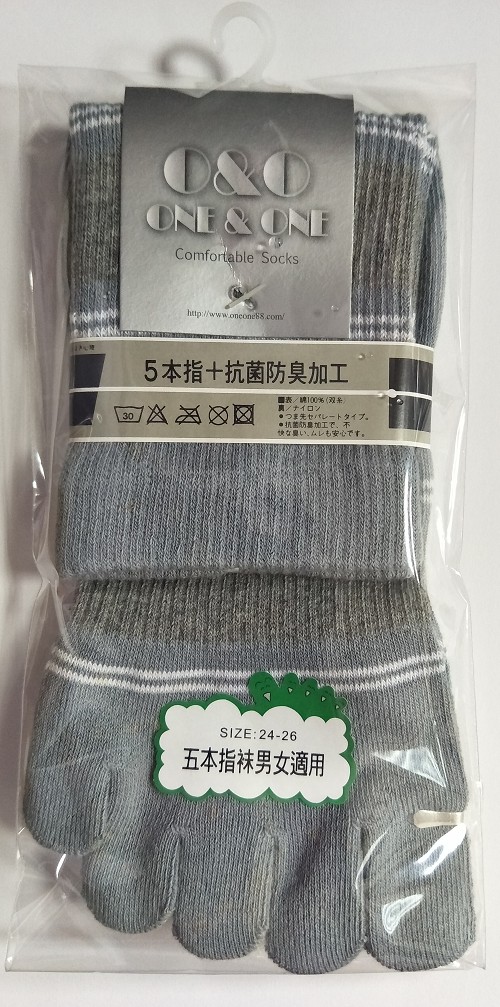 O&O
ONE & ONE
Comfortable Socks
http://www.oneone88.com/
5本指＋抗菌防臭加工
30
■表／綿100％(双糸)
裏／ナイロン
●つま先セパレートタイプ。
●抗菌防臭加工で、不
快な臭い、ムレも安心です。
SIZE:24-26
五本指袜男女適用